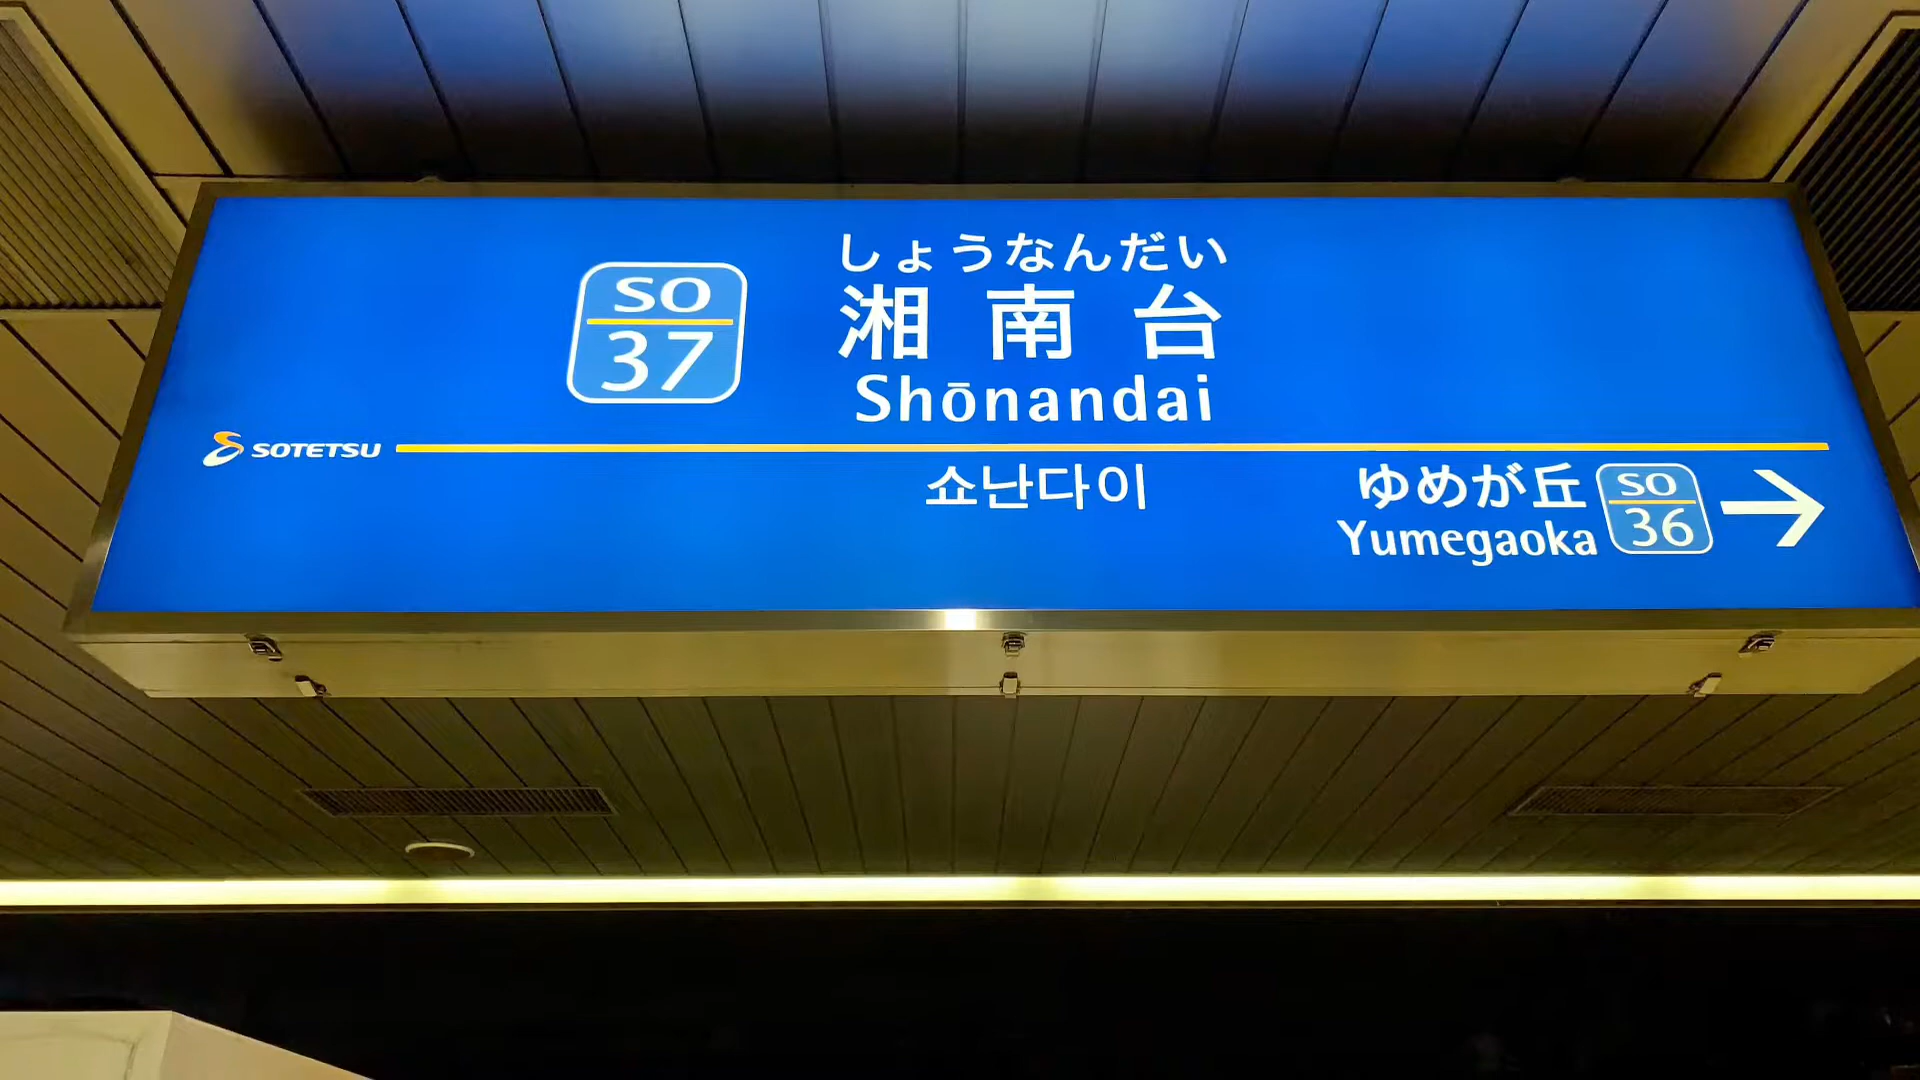 SO
37
しょうなんだい
湘南台
Shōnandai
SOTETSU
쇼난다이
ゆめが丘
Yumegaoka
SO
36